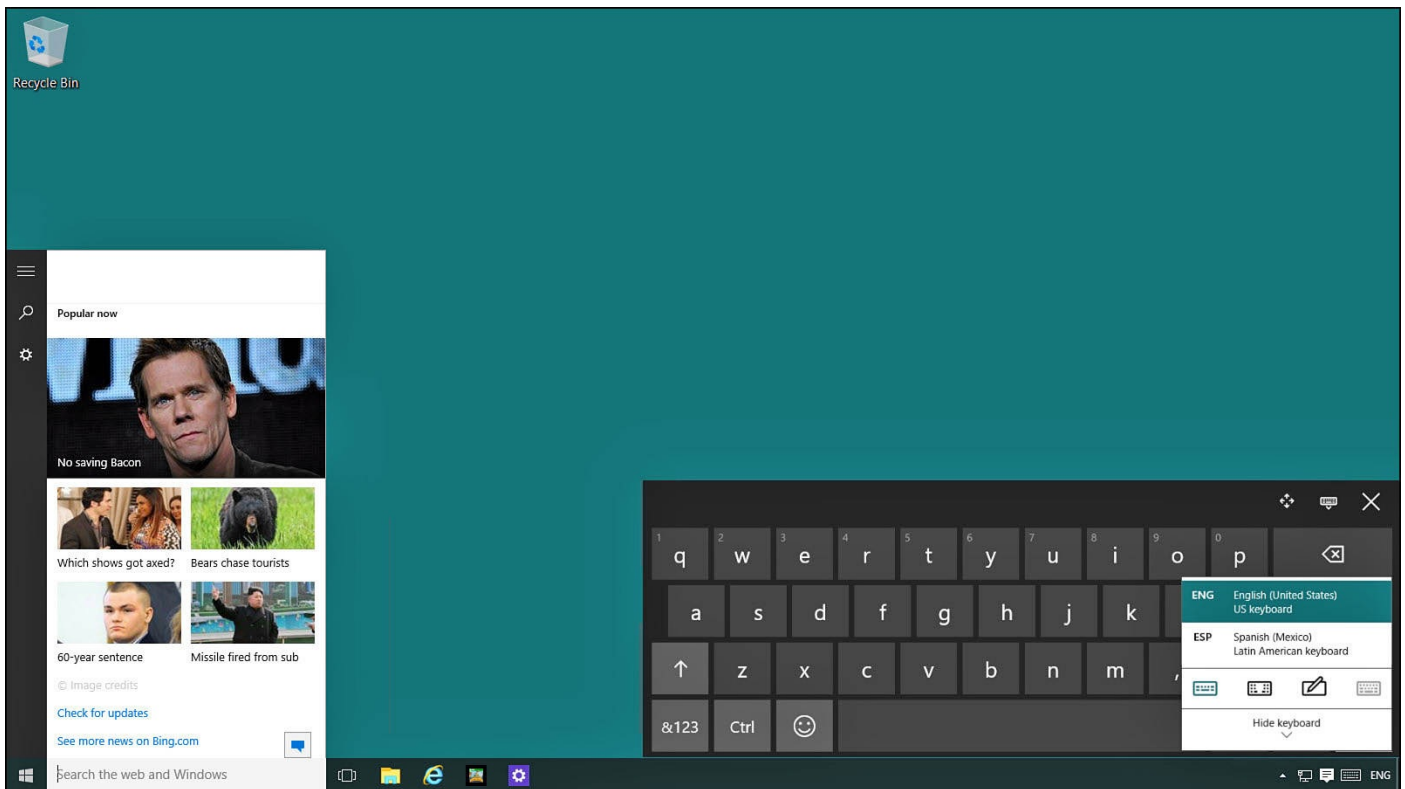 Recycle Bin
Popular now
No saving Bacon
Which shows got axed?
Bears chase tourists
60-year sentence
Missile fired from sub
© Image credits
Check for updates
See more news on Bing.com
Search the web and Windows
1 2 3 4 5 6 7 8 9 0
q w e r t y u i o p
a s d f g h j k
z x c v b n m ,
&123 Ctrl
ENG English (United States)
US keyboard
ESP Spanish (Mexico)
Latin American keyboard
Hide keyboard
ENG